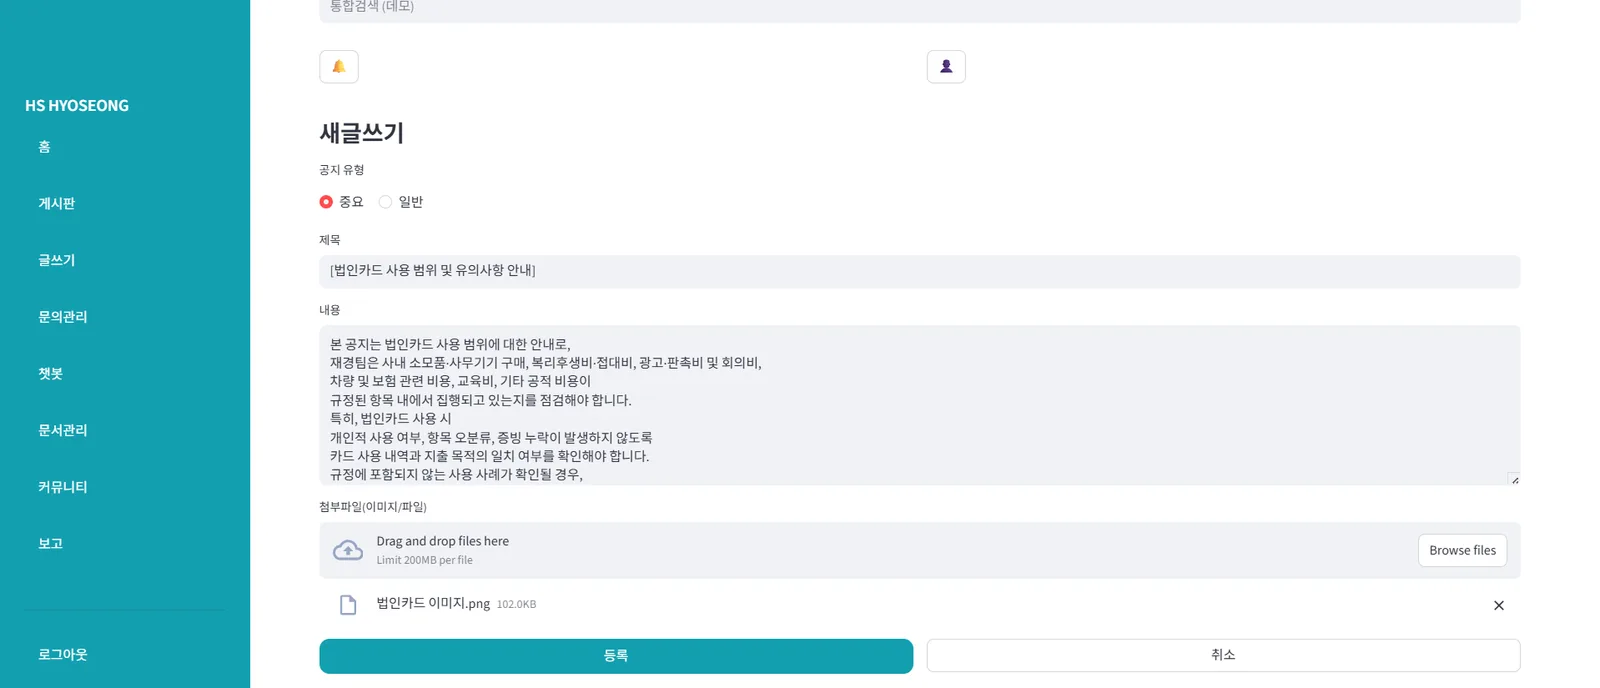 HS HYOSEONG
홈
게시판
글쓰기
문의관리
챗봇
문서관리
커뮤니티
보고
로그아웃
통합검색 (데모)
새글쓰기
공지 유형
중요 일반
제목
[법인카드 사용 범위 및 유의사항 안내]
내용
본 공지는 법인카드 사용 범위에 대한 안내로,
재경팀은 사내 소모품·사무기기 구매, 복리후생비·접대비, 광고·판촉비 및 회의비,
차량 및 보험 관련 비용, 교육비, 기타 공적 비용이
규정된 항목 내에서 집행되고 있는지를 점검해야 합니다.
특히, 법인카드 사용 시
개인적 사용 여부, 항목 오분류, 증빙 누락이 발생하지 않도록
카드 사용 내역과 지출 목적의 일치 여부를 확인해야 합니다.
규정에 포함되지 않는 사용 사례가 확인될 경우,
첨부파일(이미지/파일)
Drag and drop files here
Limit 200MB per file
Browse files
법인카드 이미지.png 102.0KB
등록
취소